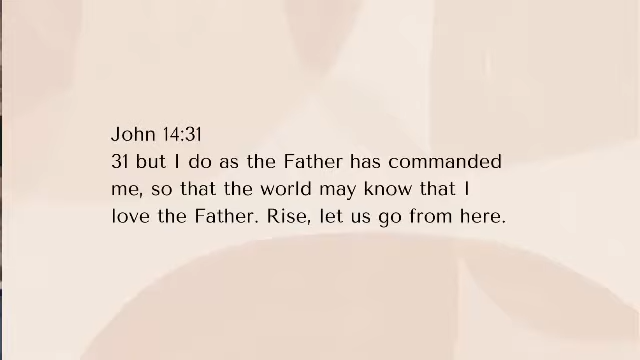 John 14:31
31 but I do as the Father has commanded
me, so that the world may know that I
love the Father. Rise, let us go from here.